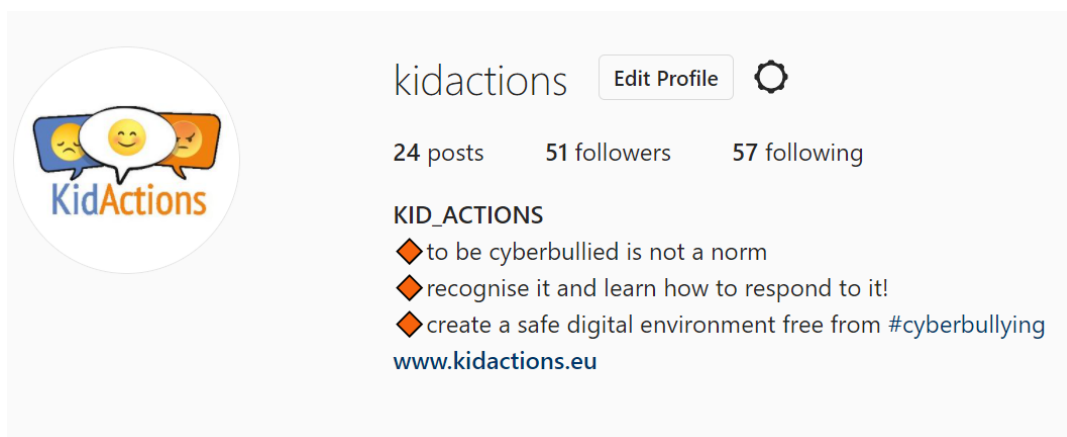 KidActions
kidactions Edit Profile
24 posts 51 followers 57 following
KID_ACTIONS
🔶to be cyberbullied is not a norm
🔶recognise it and learn how to respond to it!
🔶create a safe digital environment free from #cyberbullying
www.kidactions.eu